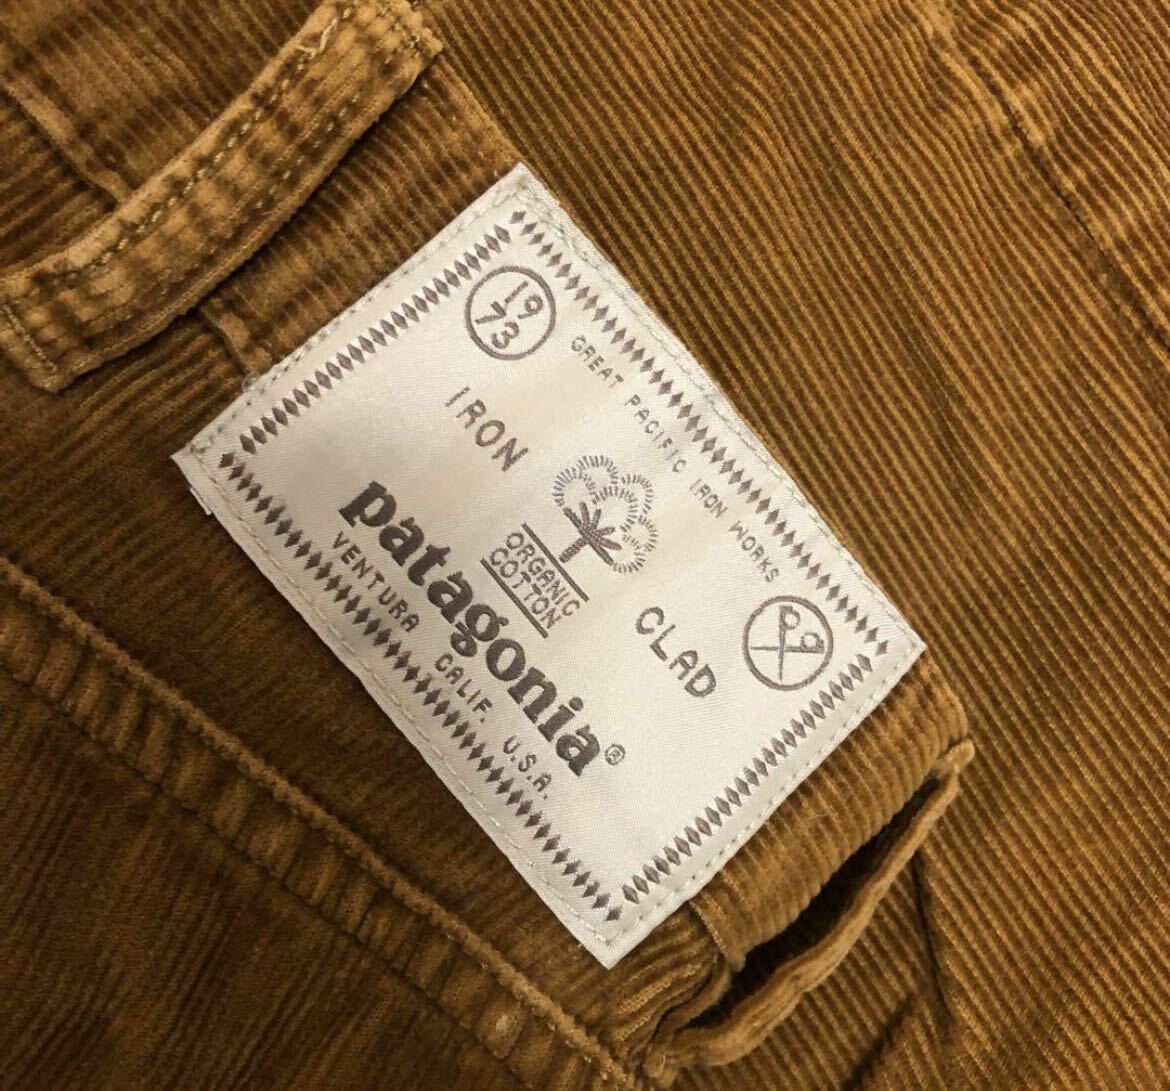 19
73
GREAT PACIFIC IRON WORKS
IRON CLAD
ORGANIC
COTTON
patagonia®
VENTURA CALIF. U.S.A.